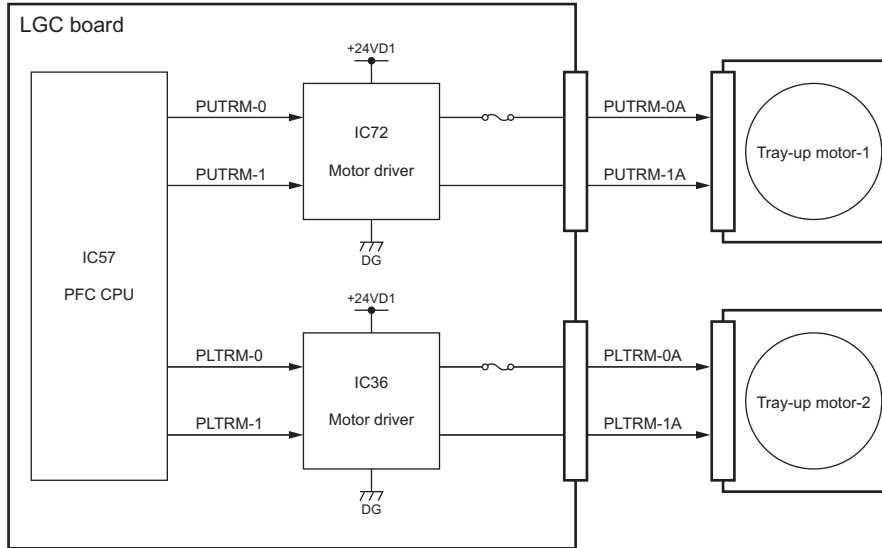 LGC board
+24VD1
PUTRM-0
PUTRM-0A
IC72
Tray-up motor-1
Motor driver
PUTRM-1
PUTRM-1A
DG
IC57
PFC CPU
+24VD1
PLTRM-0
PLTRM-0A
IC36
Tray-up motor-2
Motor driver
PLTRM-1
PLTRM-1A
DG